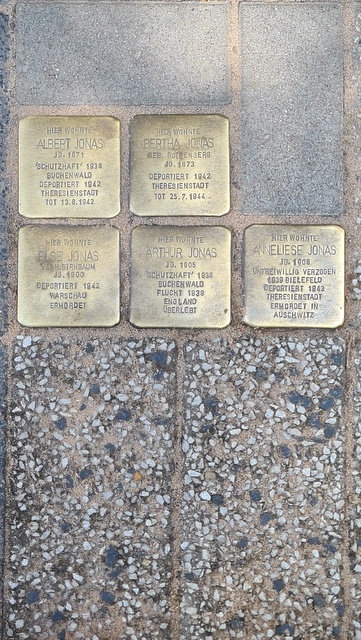 HIER WOHNTE
ALBERT JONAS
JG. 1871
'SCHUTZHAFT' 1938
BUCHENWALD
DEPORTIERT 1942
THERESIENSTADT
TOT 13.8.1942
HIER WOHNTE
BERTHA JONAS
GEB. ROTHENBERG
JG. 1873
DEPORTIERT 1942
THERESIENSTADT
TOT 25.7.1944
HIER WOHNTE
ELSE JONAS
JG. 1900
DEPORTIERT 1942
WARSCHAU
ERMORDET
HIER WOHNTE
ARTHUR JONAS
JG. 1905
'SCHUTZHAFT' 1938
BUCHENWALD
FLUCHT 1939
ENGLAND
ÜBERLEBT
HIER WOHNTE
ANNELIESE JONAS
JG. 1906
UNFREIWILLIG VERZOGEN
1939 BIELEFELD
DEPORTIERT 1943
THERESIENSTADT
ERMORDET IN
AUSCHWITZ